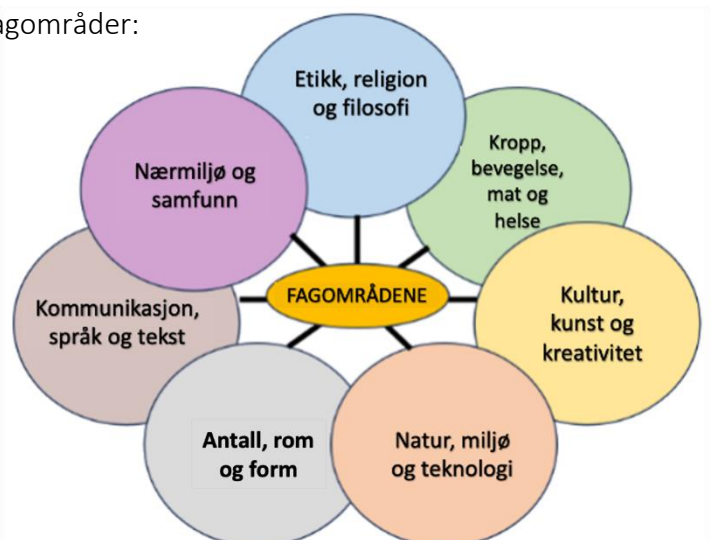 agområder:
Etikk, religion
og filosofi
Kropp,
bevegelse,
mat og
helse
Nærmiljø og
samfunn
FAGOMRÅDENE
Kultur,
kunst og
kreativitet
Kommunikasjon,
språk og tekst
Antall, rom
og form
Natur, miljø
og teknologi